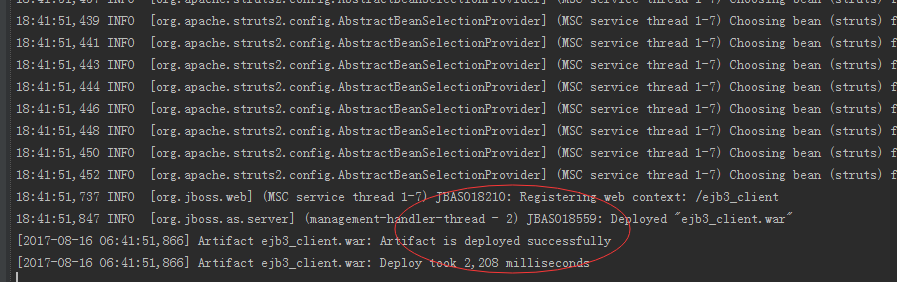 18:41:51,439 INFO  [org.apache.struts2.config.AbstractBeanSelectionProvider] (MSC service thread 1-7) Choosing bean (struts) f
18:41:51,441 INFO  [org.apache.struts2.config.AbstractBeanSelectionProvider] (MSC service thread 1-7) Choosing bean (struts) f
18:41:51,443 INFO  [org.apache.struts2.config.AbstractBeanSelectionProvider] (MSC service thread 1-7) Choosing bean (struts) f
18:41:51,444 INFO  [org.apache.struts2.config.AbstractBeanSelectionProvider] (MSC service thread 1-7) Choosing bean (struts) f
18:41:51,446 INFO  [org.apache.struts2.config.AbstractBeanSelectionProvider] (MSC service thread 1-7) Choosing bean (struts) f
18:41:51,448 INFO  [org.apache.struts2.config.AbstractBeanSelectionProvider] (MSC service thread 1-7) Choosing bean (struts) f
18:41:51,450 INFO  [org.apache.struts2.config.AbstractBeanSelectionProvider] (MSC service thread 1-7) Choosing bean (struts) f
18:41:51,452 INFO  [org.apache.struts2.config.AbstractBeanSelectionProvider] (MSC service thread 1-7) Choosing bean (struts) f
18:41:51,737 INFO  [org.jboss.web] (MSC service thread 1-7) JBAS018210: Registering web context: /ejb3_client
18:41:51,847 INFO  [org.jboss.as.server] (management-handler-thread - 2) JBAS018559: Deployed "ejb3_client.war"
[2017-08-16 06:41:51,866] Artifact ejb3_client.war: Artifact is deployed successfully
[2017-08-16 06:41:51,866] Artifact ejb3_client.war: Deploy took 2,208 milliseconds